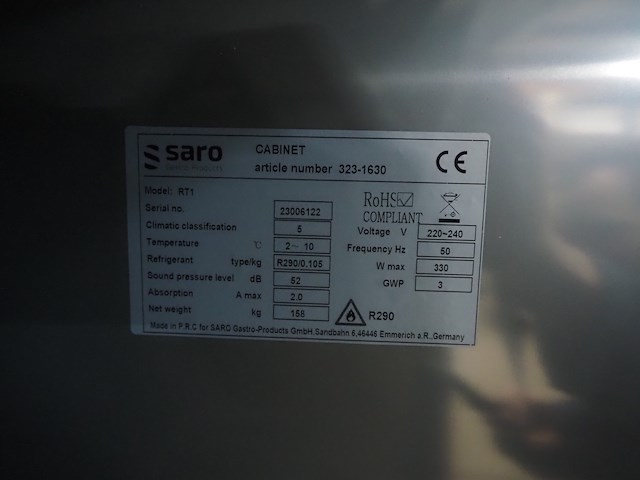 saro
Gastro-Products
CABINET
article number 323-1630
CE
Model: RT1
Serial no. 23006122
Climatic classification 5
Temperature °C 2~ 10
Refrigerant type/kg R290/0.105
Sound pressure level dB 52
Absorption A max 2.0
Net weight kg 156
RoHS
COMPLIANT
Voltage V 220~240
Frequency Hz 50
W max 330
GWP 3
R290
Made in P.R.C for SARO Gastro-Products GmbH,Sandbahn 6,46446 Emmerich a.R.,Germany